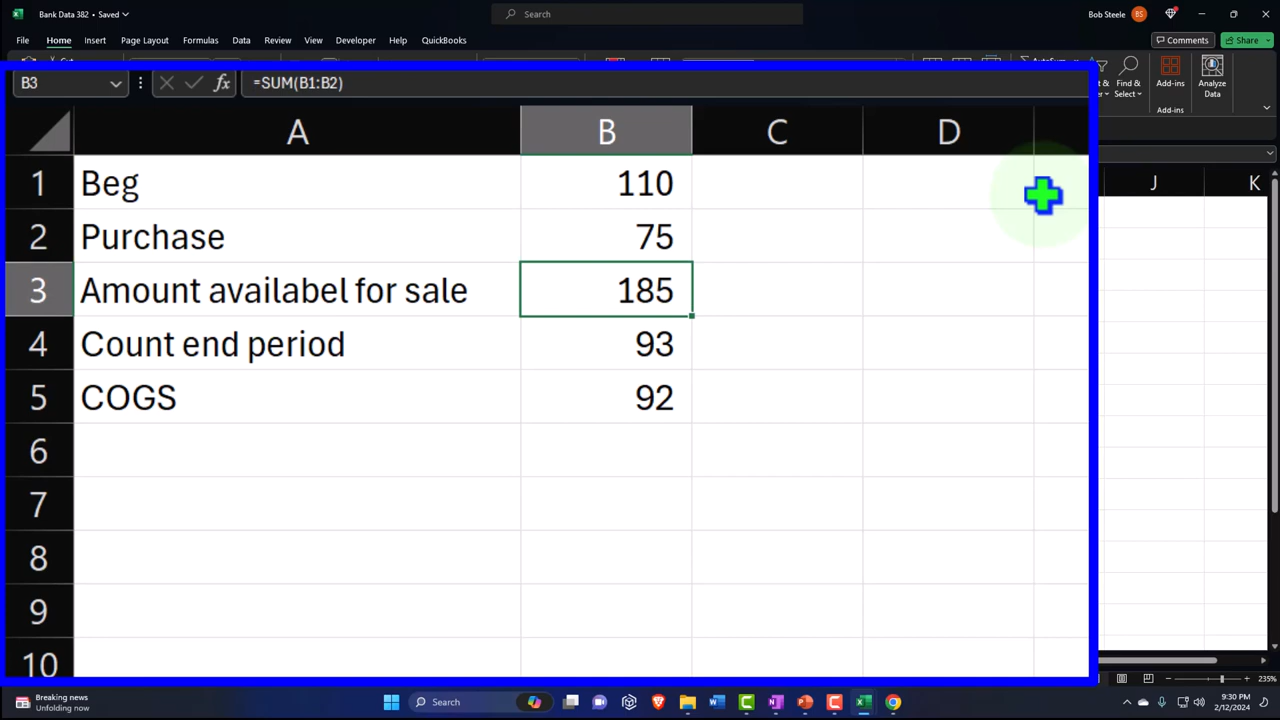 Bank Data 382 • Saved
Search
Bob Steele
BS
File
Home
Insert
Page Layout
Formulas
Data
Review
View
Developer
Help
QuickBooks
Comments
Share
Find &
Select
Add-ins
Analyze
Data
Add-ins
B3
fx
=SUM(B1:B2)
A
B
C
D
J
K
1 Beg 110
2 Purchase 75
3 Amount availabel for sale 185
4 Count end period 93
5 COGS 92
6
7
8
9
10
235%
Breaking news
Unfolding now
Search
9:30 PM
2/12/2024